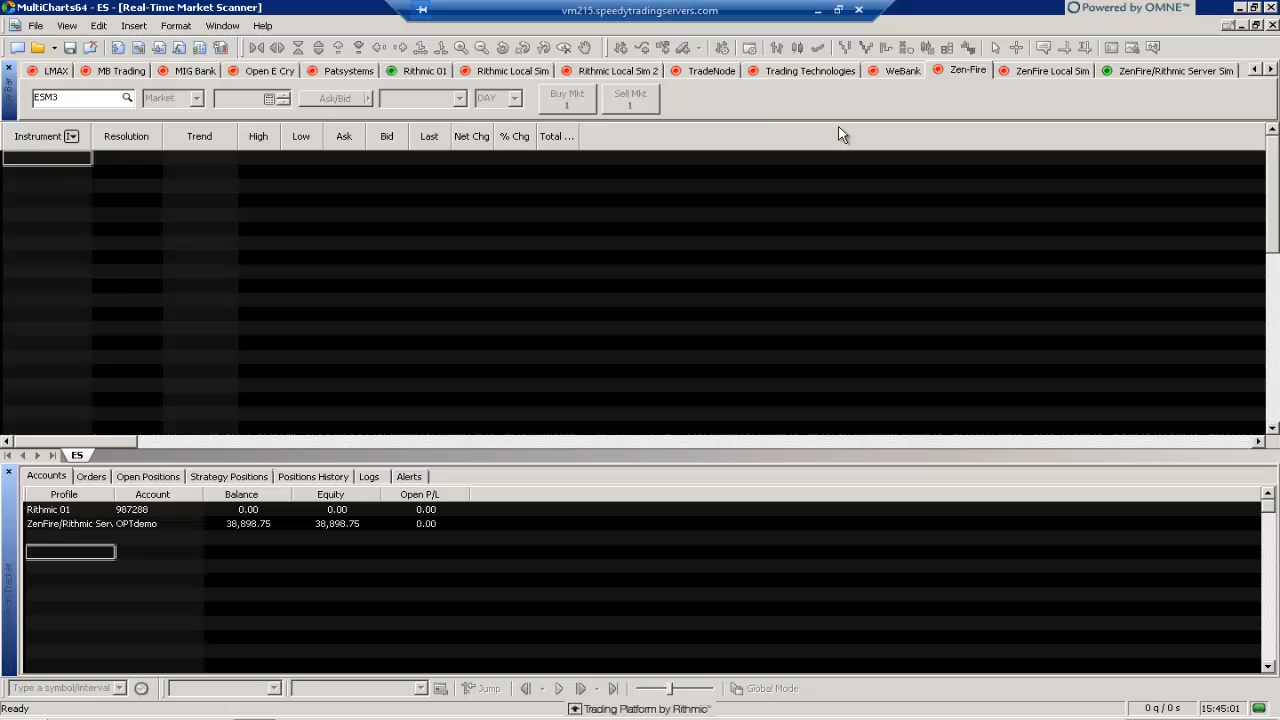 MultiCharts64 - ES - [Real-Time Market Scanner]
vm215.speedytradingservers.com
Powered by OMNE™
File View Edit Insert Format Window Help
LMAX MB Trading MIG Bank Open E Cry Patsystems Rithmic 01 Rithmic Local Sim Rithmic Local Sim 2 TradeNode Trading Technologies WeBank Zen-Fire ZenFire Local Sim ZenFire/Rithmic Server Sim
ESM3 Market Ask/Bid DAY Buy Mkt 1 Sell Mkt 1
Instrument Resolution Trend High Low Ask Bid Last Net Chg % Chg Total ...
ES
Accounts Orders Open Positions Strategy Positions Positions History Logs Alerts
Profile Account Balance Equity Open P/L
Rithmic 01 987288 0.00 0.00 0.00
ZenFire/Rithmic Serv OPTdemo 38,898.75 38,898.75 0.00
Type a symbol/interval Jump Global Mode
Ready Trading Platform by Rithmic™ 0 q / 0 s 15:45:01